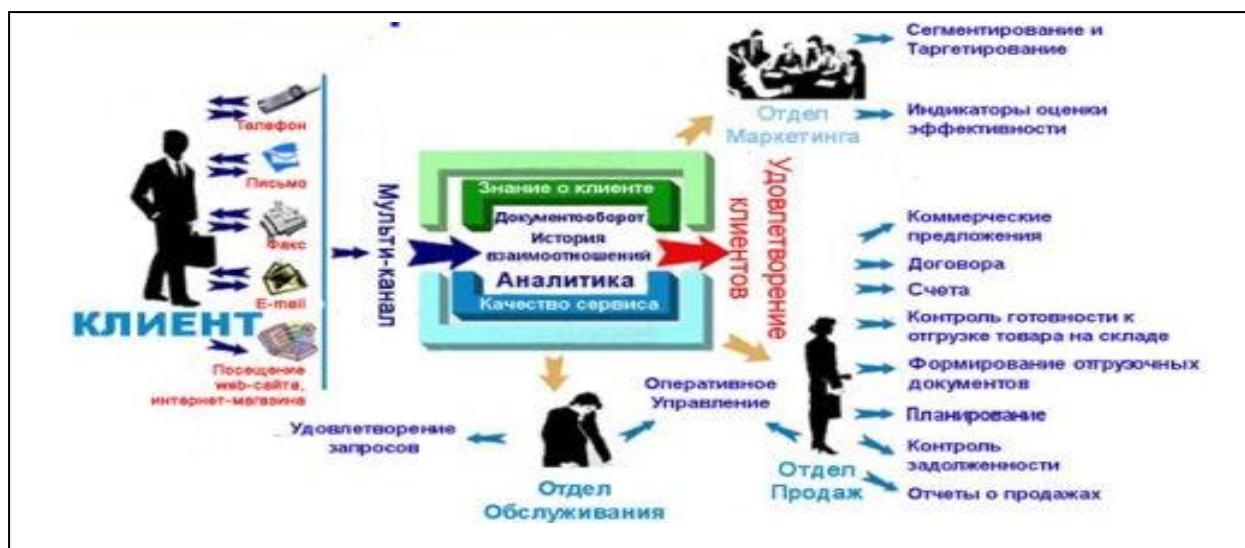 Телефон
Письмо
Факс
E-mail
КЛИЕНТ
Посещение
web-сайта,
интернет-магазина
Мульти-канал
Знание о клиенте
Документооборот
История
взаимоотношений
Аналитика
Качество сервиса
Удовлетворение
клиентов
Отдел
Маркетинга
Сегментирование и
Таргетирование
Индикаторы оценки
эффективности
Удовлетворение
запросов
Отдел
Обслуживания
Оперативное
Управление
Отдел
Продаж
Коммерческие
предложения
Договора
Счета
Контроль готовности к
отгрузке товара на складе
Формирование отгрузочных
документов
Планирование
Контроль
задолженности
Отчеты о продажах